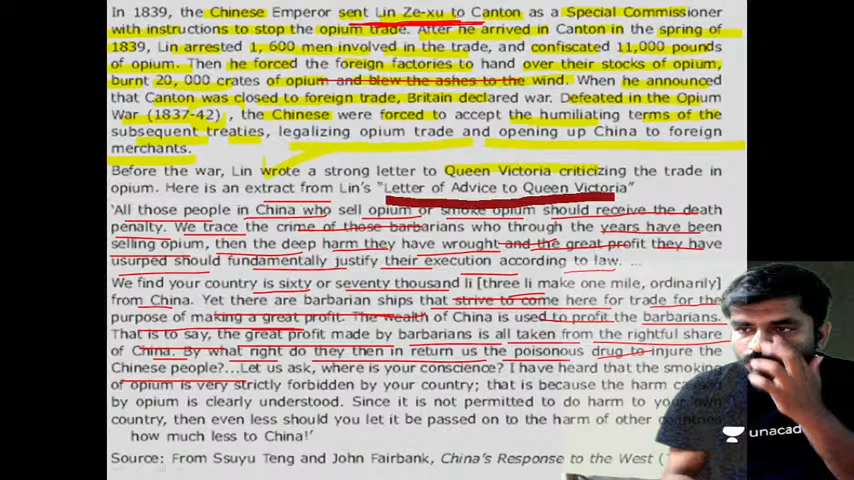 In 1839, the Chinese Emperor sent Lin Ze-xu to Canton as a Special Commissioner
with instructions to stop the opium trade. After he arrived in Canton in the spring of
1839, Lin arrested 1, 600 men involved in the trade, and confiscated 11,000 pounds
of opium. Then he forced the foreign factories to hand over their stocks of opium,
burnt 20, 000 crates of opium and blew the ashes to the wind. When he announced
that Canton was closed to foreign trade, Britain declared war. Defeated in the Opium
War (1837-42) , the Chinese were forced to accept the humiliating terms of the
subsequent treaties, legalizing opium trade and opening up China to foreign
merchants.
Before the war, Lin wrote a strong letter to Queen Victoria criticizing the trade in
opium. Here is an extract from Lin's "Letter of Advice to Queen Victoria"
'All those people in China who sell opium or smoke opium should receive the death
penalty. We trace the crime of those barbarians who through the years have been
selling opium, then the deep harm they have wrought and the great profit they have
usurped should fundamentally justify their execution according to law. ...
We find your country is sixty or seventy thousand li [three li make one mile, ordinarily]
from China. Yet there are barbarian ships that strive to come here for trade for the
purpose of making a great profit. The wealth of China is used to profit the barbarians.
That is to say, the great profit made by barbarians is all taken from the rightful share
of China. By what right do they then in return us the poisonous drug to injure the
Chinese people?...Let us ask, where is your conscience? I have heard that the smoking
of opium is very strictly forbidden by your country; that is because the harm
by opium is clearly understood. Since it is not permitted to do harm to your own
country, then even less should you let it be passed on to the harm of other countries
how much less to China!'
Source: From Ssuyu Teng and John Fairbank, China's Response to the West (
unacad